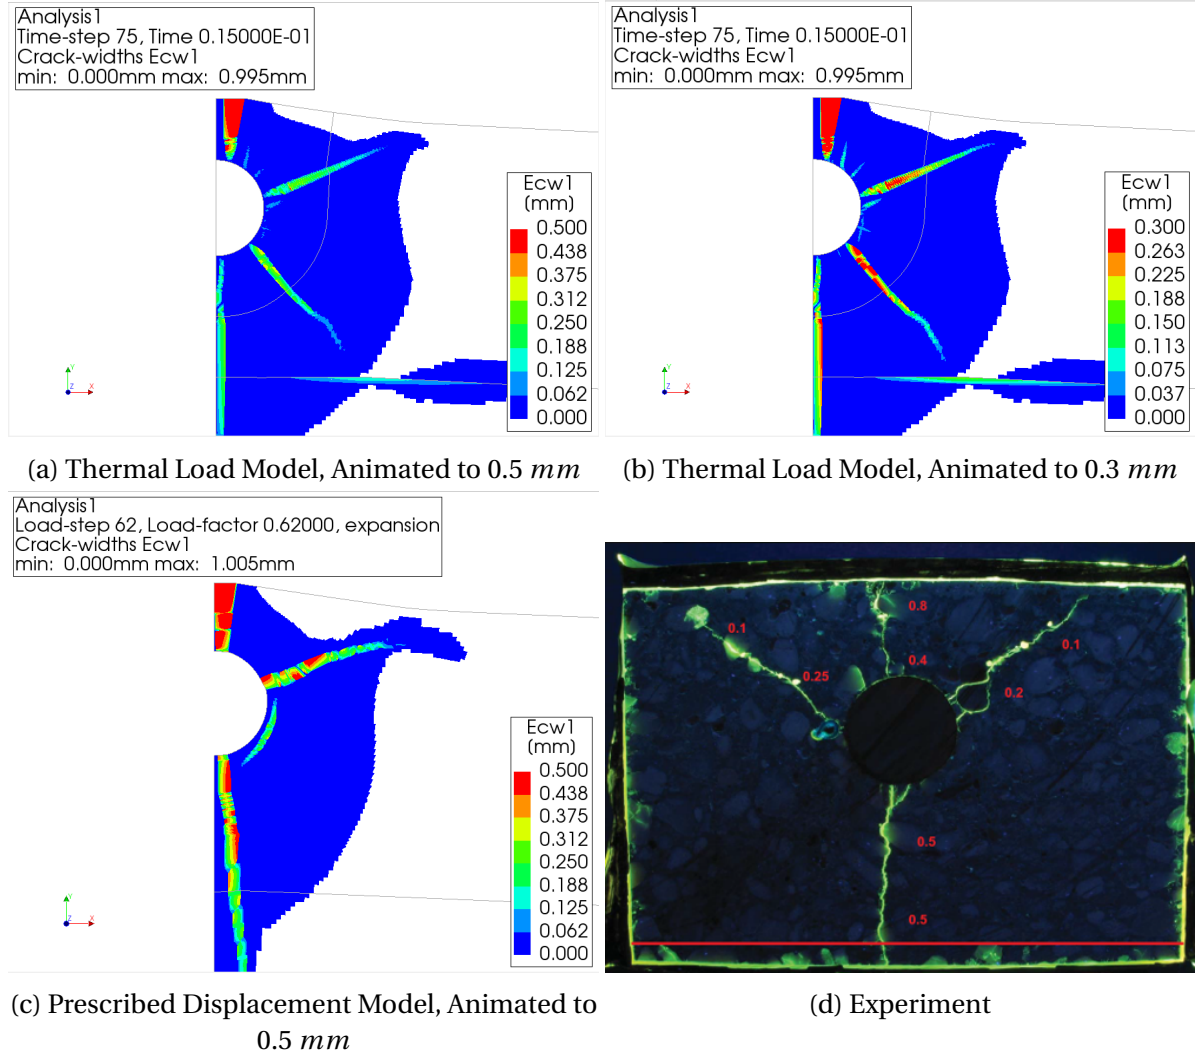 Analysis1
Time-step 75, Time 0.15000E-01
Crack-widths Ecw1
min: 0.000mm max: 0.995mm
Ecw1
(mm)
0.500
0.438
0.375
0.312
0.250
0.188
0.125
0.062
0.000
Y
Z X
(a) Thermal Load Model, Animated to 0.5 mm
Analysis1
Time-step 75, Time 0.15000E-01
Crack-widths Ecw1
min: 0.000mm max: 0.995mm
Ecw1
(mm)
0.300
0.263
0.225
0.188
0.150
0.113
0.075
0.037
0.000
Y
Z X
(b) Thermal Load Model, Animated to 0.3 mm
Analysis1
Load-step 62, Load-factor 0.62000, expansion
Crack-widths Ecw1
min: 0.000mm max: 1.005mm
Ecw1
(mm)
0.500
0.438
0.375
0.312
0.250
0.188
0.125
0.062
0.000
Y
Z X
(c) Prescribed Displacement Model, Animated to
0.5 mm
0.8
0.1
0.1
0.4
0.25
0.2
0.5
0.5
(d) Experiment